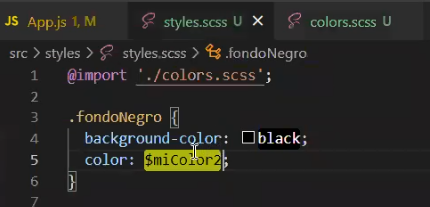 JS App.js 1, M styles.scss U × colors.scss U
src > styles > styles.scss > .fondoNegro
1 @import './colors.scss';
2
3 .fondoNegro {
4 background-color: black;
5 color: $miColor2;
6 }
7